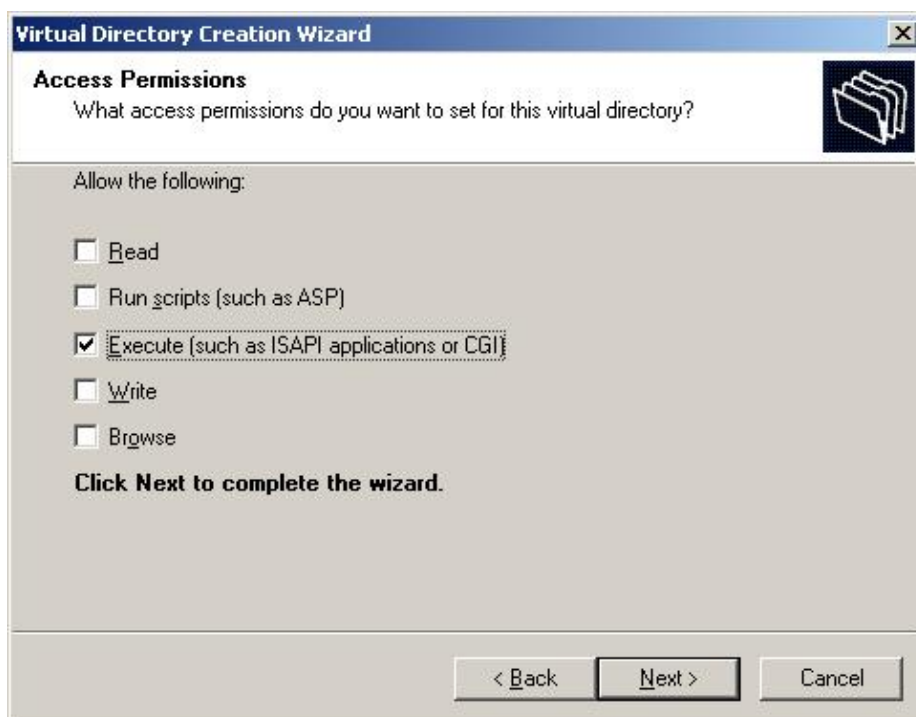 Virtual Directory Creation Wizard
Access Permissions
What access permissions do you want to set for this virtual directory?
Allow the following:
Read
Run scripts (such as ASP)
Execute (such as ISAPI applications or CGI)
Write
Browse
Click Next to complete the wizard.
< Back
Next >
Cancel